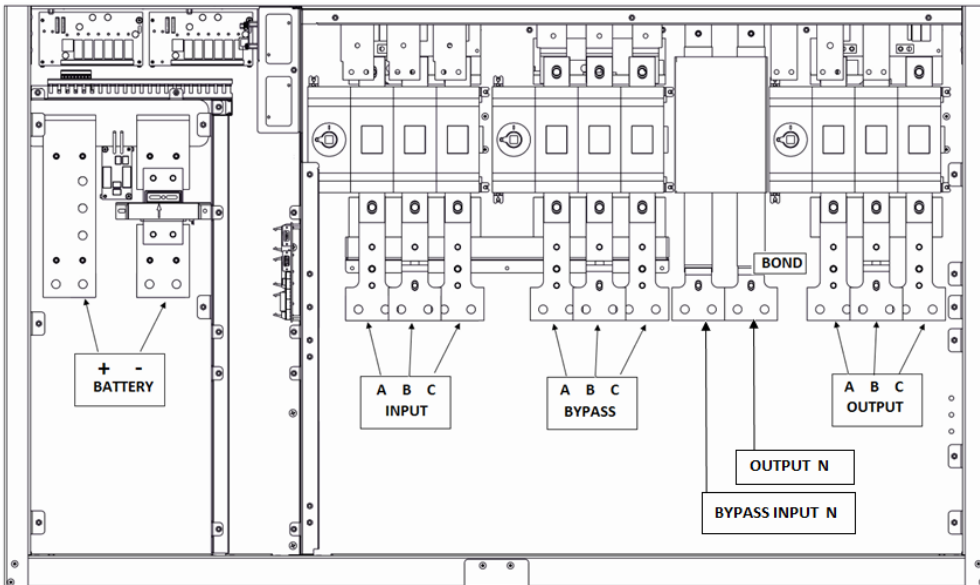 BOND
+ -
BATTERY
A B C
INPUT
A B C
BYPASS
A B C
OUTPUT
OUTPUT N
BYPASS INPUT N